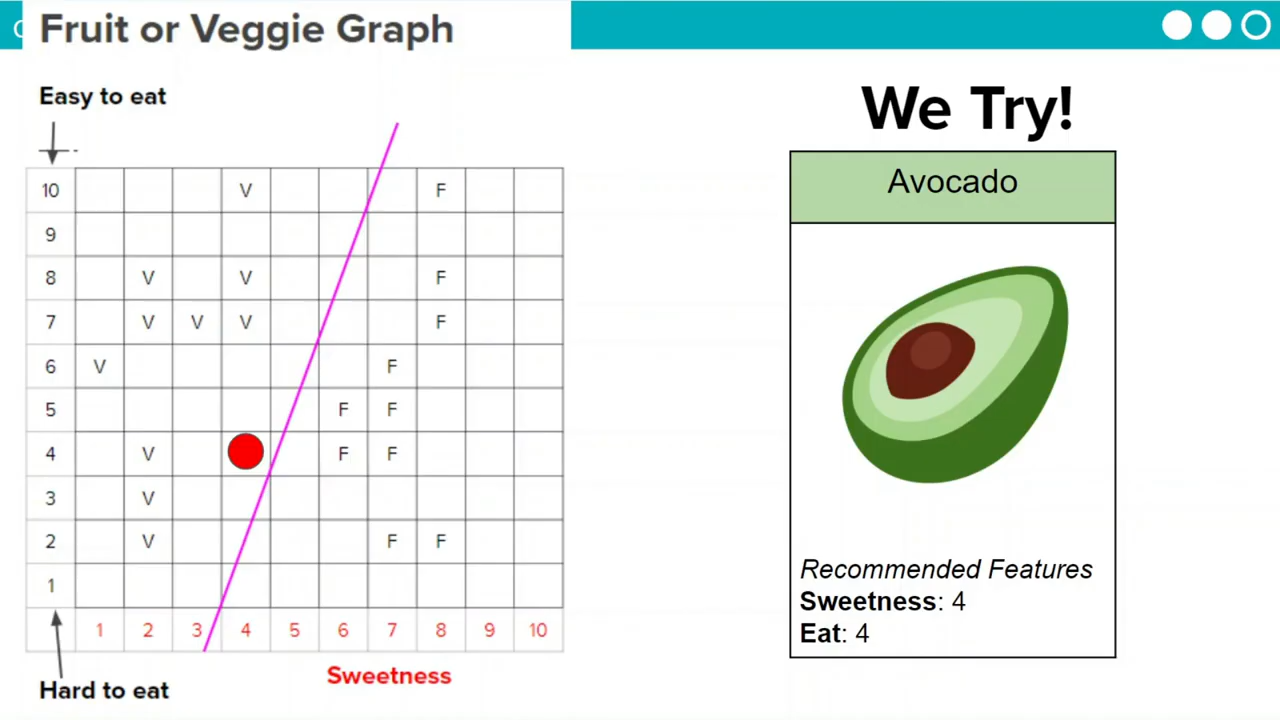 Fruit or Veggie Graph
Easy to eat
We Try!
Avocado
10 V F
9
8 V V F
7 V V V F
6 V F
5 F F
4 V F F
3 V
2 V F F
1
1 2 3 4 5 6 7 8 9 10
Sweetness
Hard to eat
Recommended Features
Sweetness: 4
Eat: 4